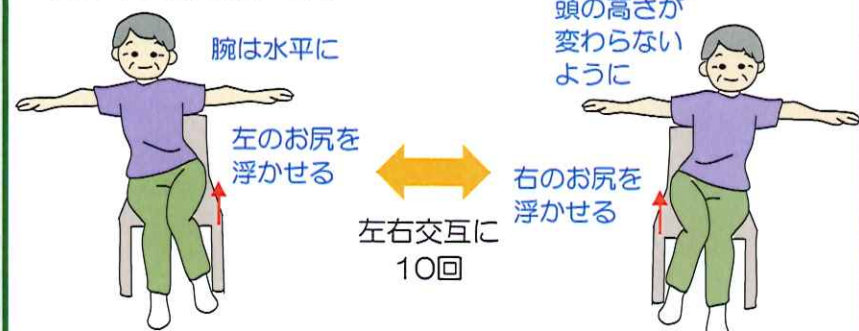 腕は水平に
左のお尻を
浮かせる
左右交互に
10回
頭の高さが
変わらない
ように
右のお尻を
浮かせる